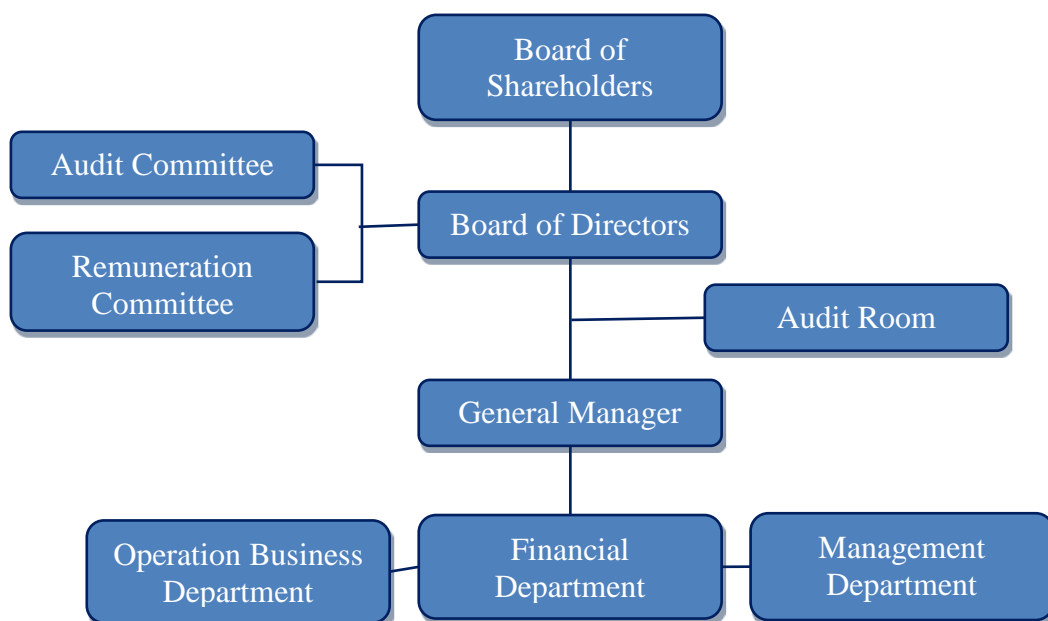 Board of
Shareholders
Audit Committee
Board of Directors
Remuneration
Committee
Audit Room
General Manager
Operation Business
Department
Financial
Department
Management
Department